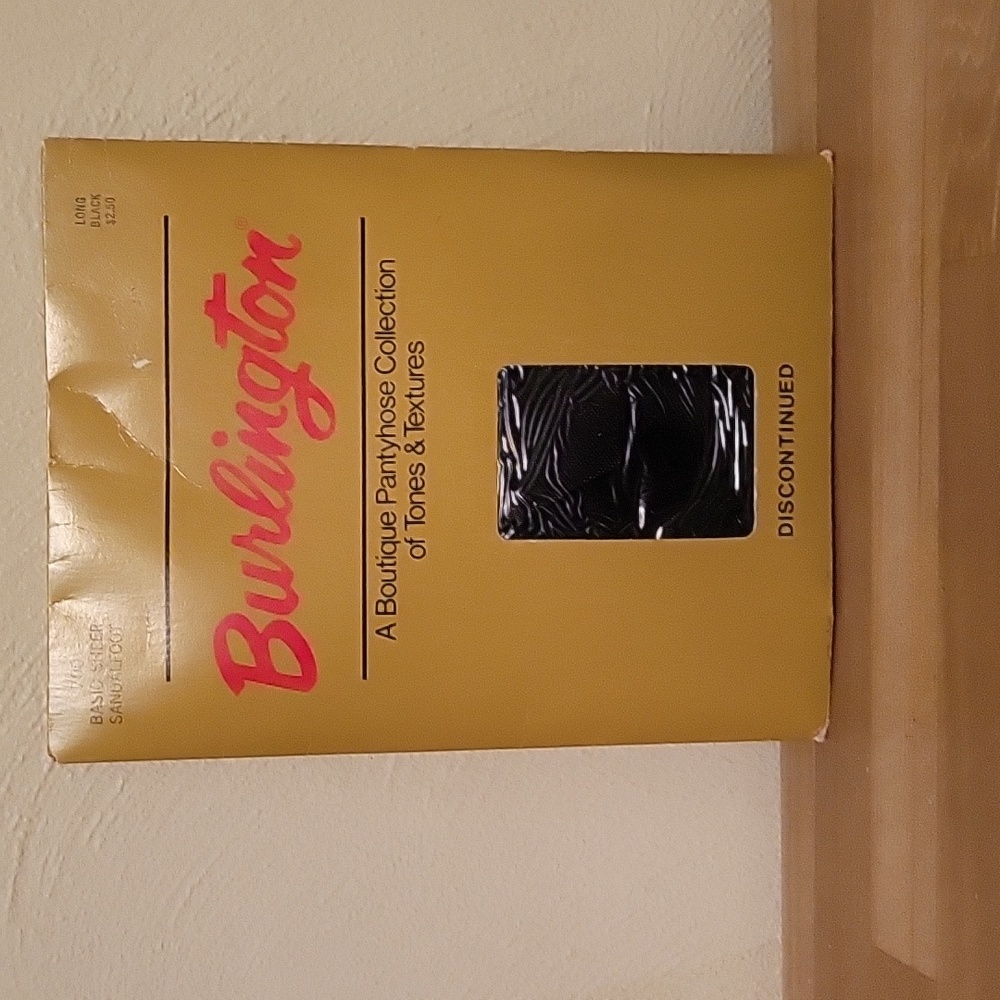 BASIC SHEER
SANDALFOOT
LONG
BLACK
$2.50
Burlington®
A Boutique Pantyhose Collection
of Tones & Textures
DISCONTINUED